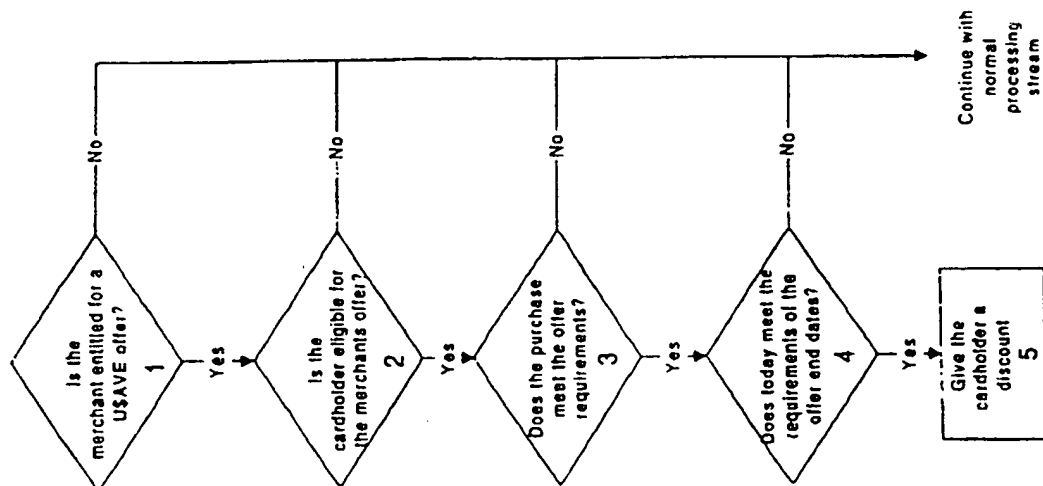 Is the
merchant entitled for a
U$AVE offer?
1
No
Yes
Is the
cardholder eligible for
the merchants offer?
2
No
Yes
Does the purchase
meet the offer
requirements?
3
No
Yes
Does today meet the
requirements of the
offer end dates?
4
No
Yes
Give the
cardholder a
discount
5
Continue with
normal
processing
stream